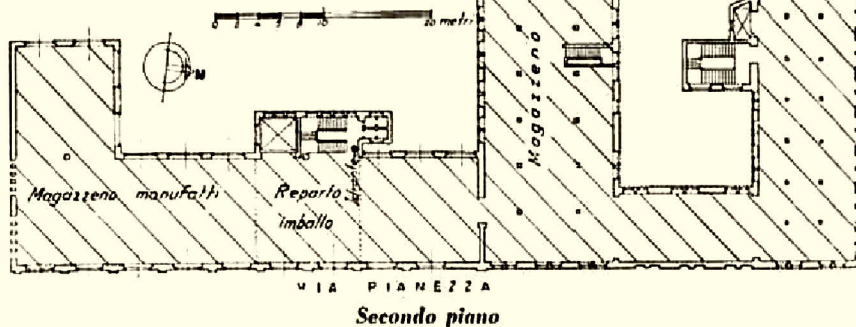 0 2 4 6 8 10 20 metri
N
Magazzeno
Magazzeno manufatti
Reparto
imballo
VIA PIANEZZA
Secondo piano